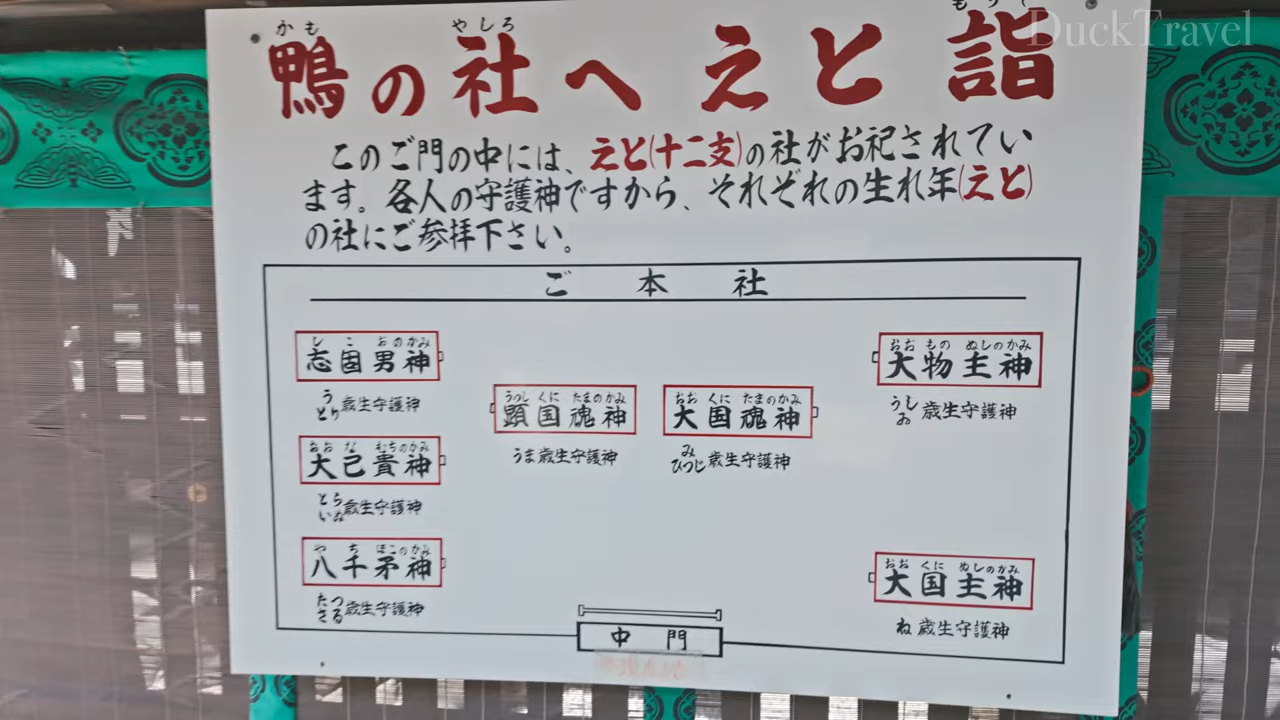 DuckTravel
かも やしろ
鴨の社へ えと 詣
このご門の中には、えと(十二支)の社がお祀されてい
ます。各人の守護神ですから、それぞれの生れ年(えと)
の社にご参拝下さい。
ご 本 社
しこおのかみ
志固男神
うとり歳生守護神
おおなむちのかみ
大己貴神
とらいぬ歳生守護神
やちほこのかみ
八千矛神
たつさる歳生守護神
うつしくにたまのかみ
顕国魂神
うま歳生守護神
おおくにたまのかみ
大国魂神
みひつじ歳生守護神
おおものぬしのかみ
大物主神
うしゐ歳生守護神
おおくにぬしのかみ
大国主神
ね歳生守護神
中 門